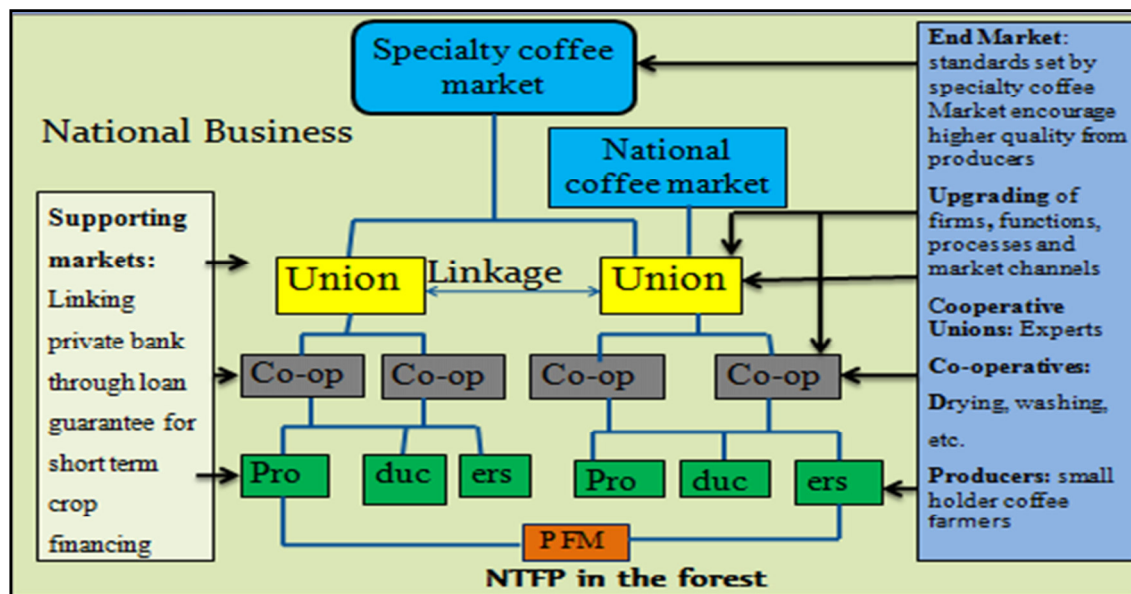 Specialty coffee
market
National Business
National
coffee market
Supporting
markets:
Linking
private bank
through loan
guarantee for
short term
crop
financing
Union
Linkage
Union
Co-op
Co-op
Co-op
Co-op
Pro
duc
ers
Pro
duc
ers
PFM
NTFP in the forest
End Market:
standards set by
specialty coffee
Market encourage
higher quality from
producers
Upgrading of
firms, functions,
processes and
market channels
Cooperative
Unions: Experts
Co-operatives:
Drying, washing,
etc.
Producers: small
holder coffee
farmers